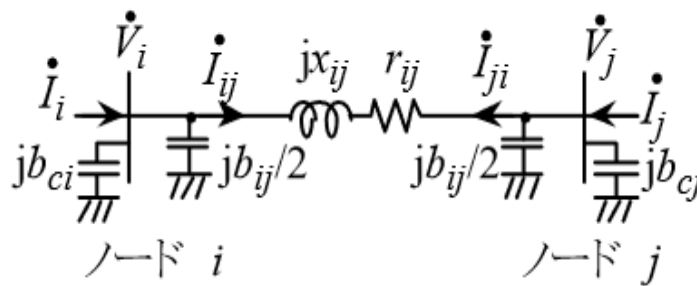 V̇i V̇j
İi İij jxij rij İji İj
jbci jbij/2 jbij/2 jbcj
ノード i ノード j